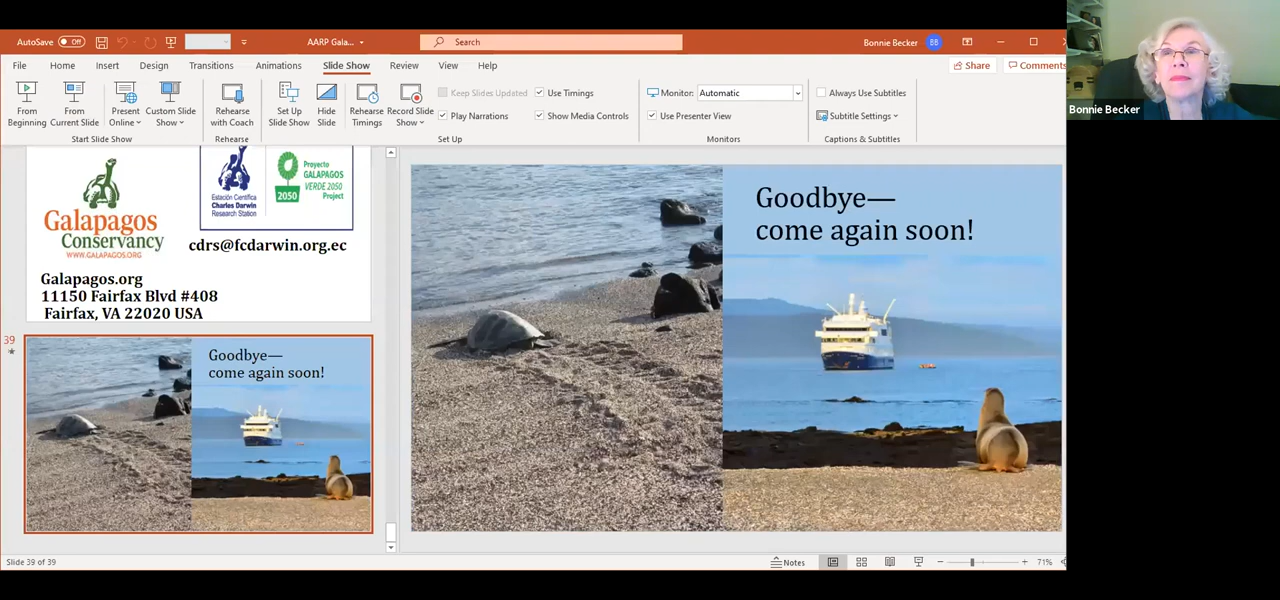 AutoSave Off
AARP Gala...
Search
Bonnie Becker BB
File Home Insert Design Transitions Animations Slide Show Review View Help
Share Comments
From Beginning
From Current Slide
Present Online
Custom Slide Show
Start Slide Show
Rehearse with Coach
Rehearse
Set Up Slide Show
Hide Slide
Rehearse Timings
Record Slide Show
Keep Slides Updated
Play Narrations
Use Timings
Show Media Controls
Set Up
Monitor: Automatic
Use Presenter View
Monitors
Always Use Subtitles
Subtitle Settings
Captions & Subtitles
Bonnie Becker
Galapagos
Conservancy
WWW.GALAPAGOS.ORG
Estación Científica
Charles Darwin
Research Station
Proyecto
GALAPAGOS
VERDE 2050
Project
2050
cdrs@fcdarwin.org.ec
Galapagos.org
11150 Fairfax Blvd #408
Fairfax, VA 22020 USA
39
Goodbye—
come again soon!
Goodbye—
come again soon!
Slide 39 of 39
Notes
71%